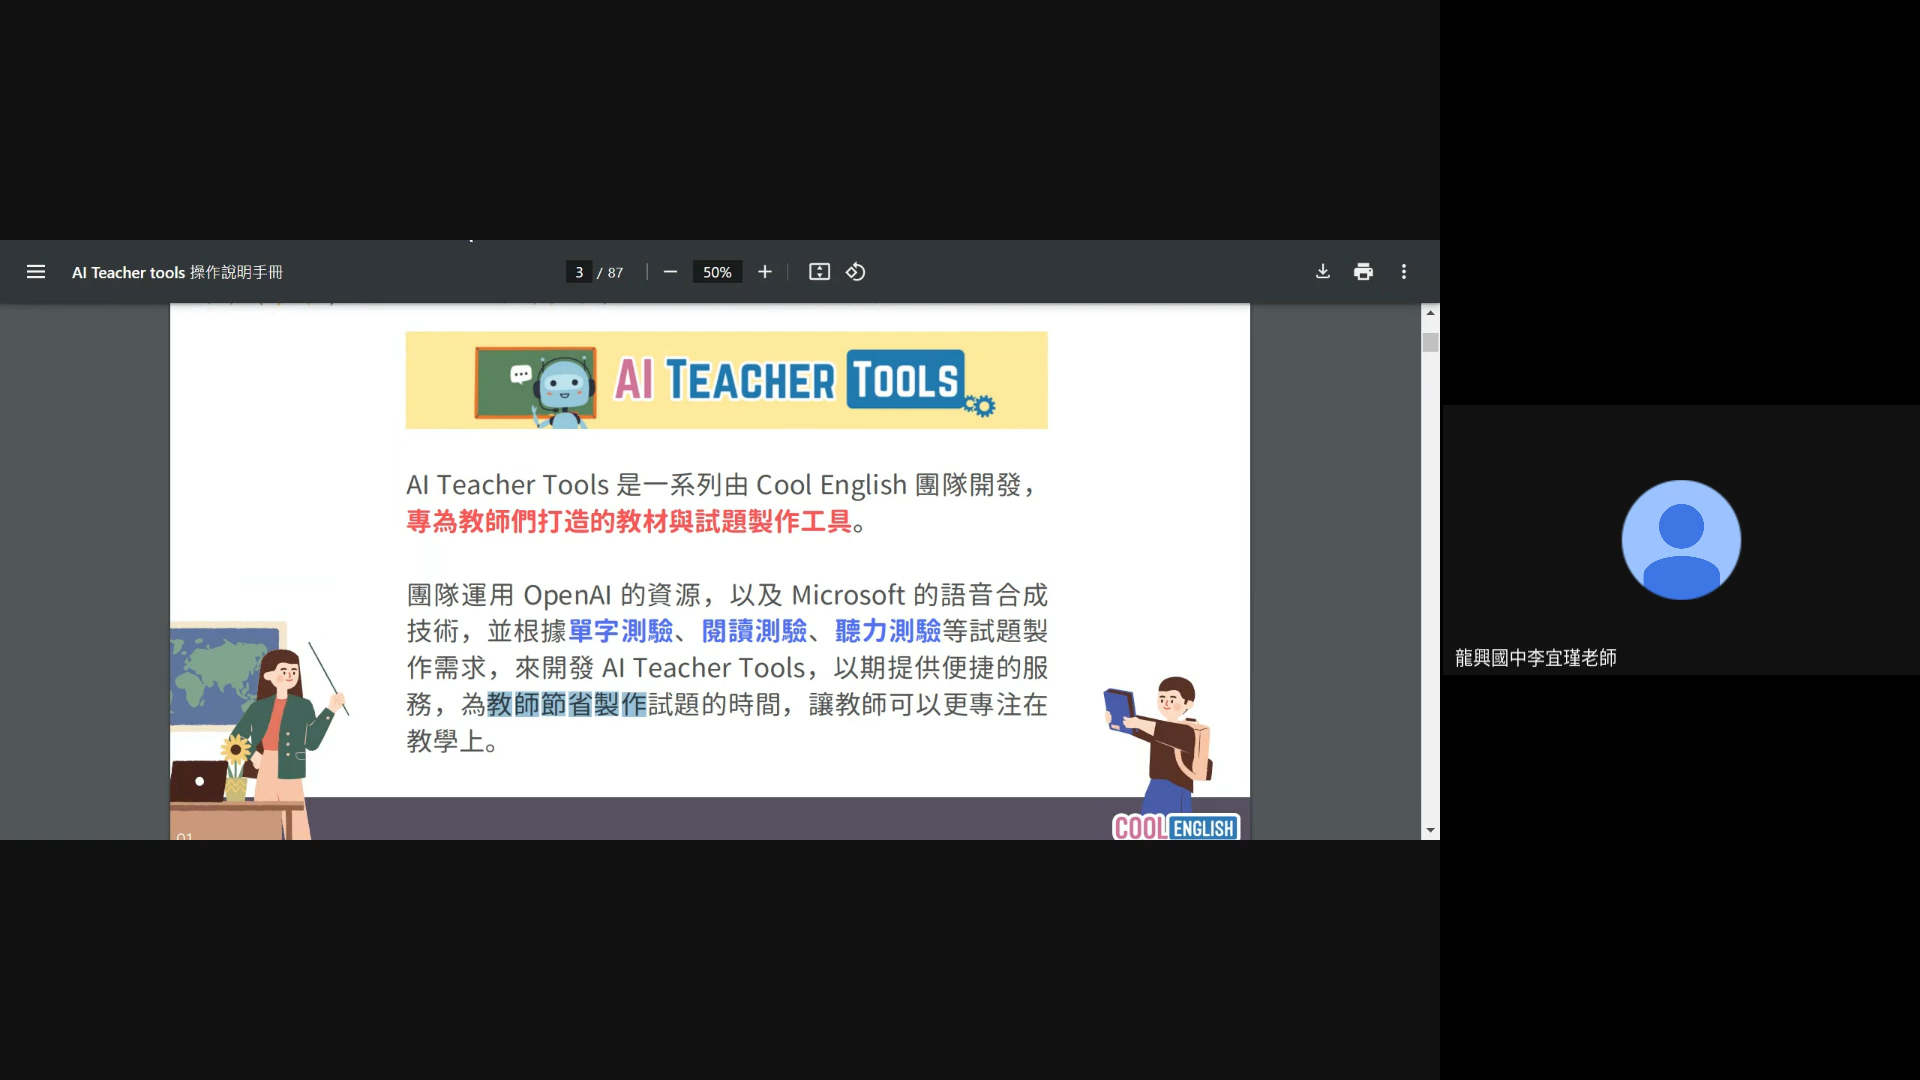 AI Teacher tools 操作說明手冊
3 / 87
50%
AI TEACHER TOOLS
AI Teacher Tools 是一系列由 Cool English 團隊開發，
專為教師們打造的教材與試題製作工具。
團隊運用 OpenAI 的資源，以及 Microsoft 的語音合成
技術，並根據單字測驗、閱讀測驗、聽力測驗等試題製
作需求，來開發 AI Teacher Tools，以期提供便捷的服
務，為教師節省製作試題的時間，讓教師可以更專注在
教學上。
01
COOL ENGLISH
龍興國中李宜瑾老師